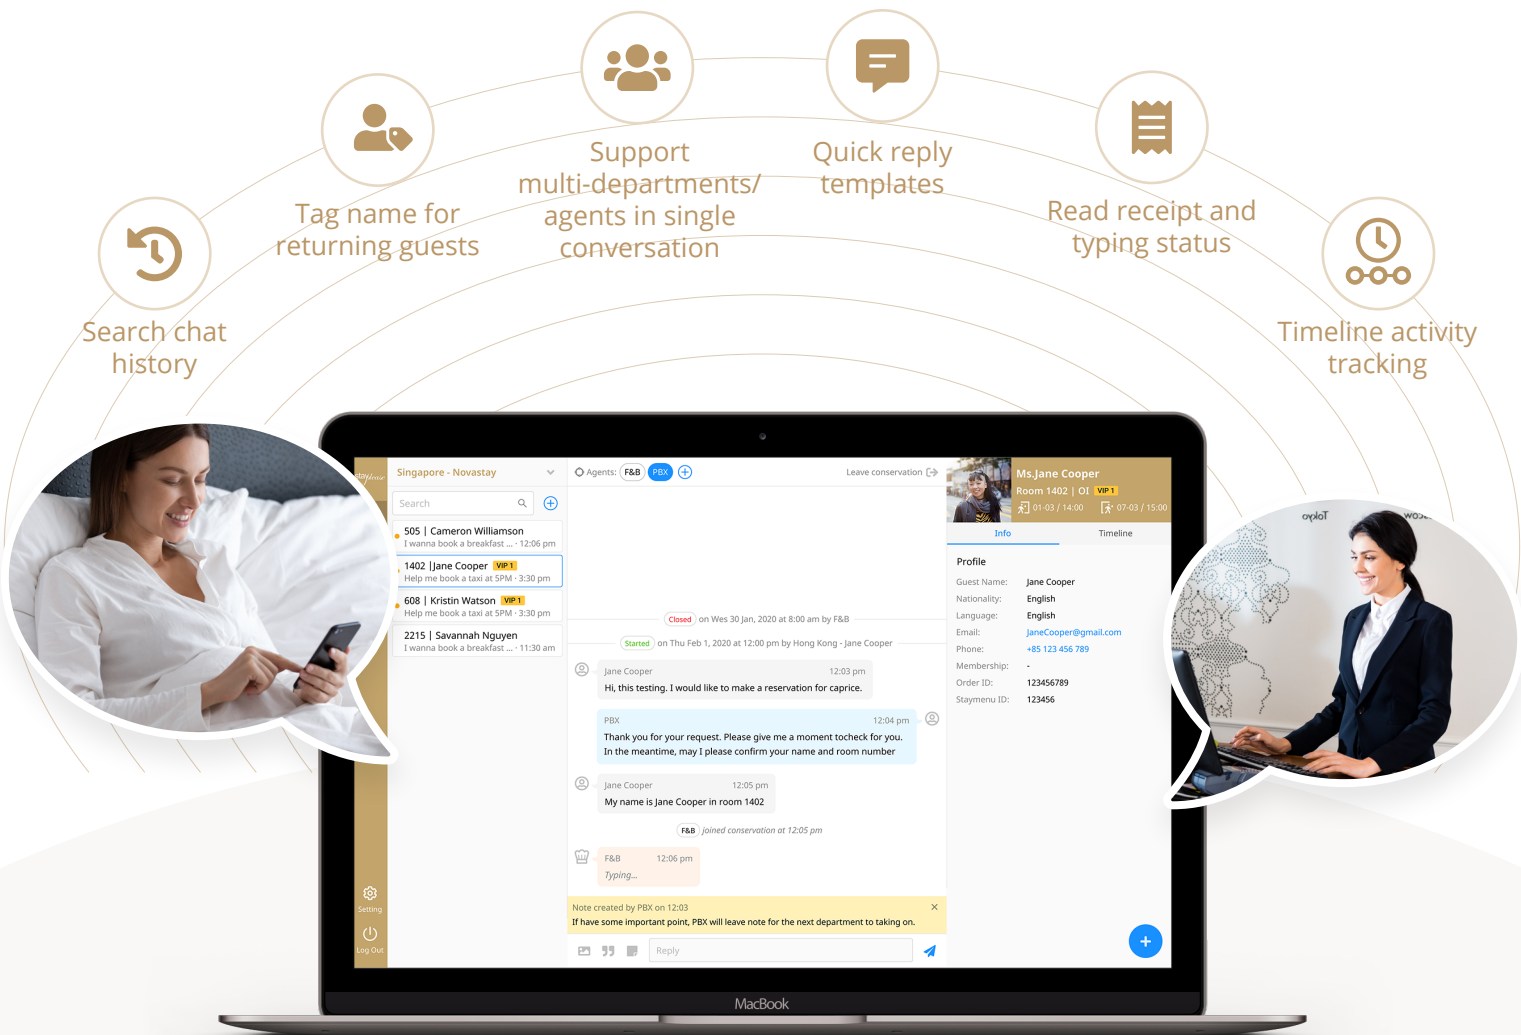 Support
multi-departments/
agents in single
conversation
Quick reply
templates
Tag name for
returning guests
Read receipt and
typing status
Search chat
history
Timeline activity
tracking
Singapore - Novastay
Search
505 | Cameron Williamson
I wanna book a breakfast ... · 12:06 pm
1402 |Jane Cooper VIP 1
Help me book a taxi at 5PM · 3:30 pm
608 | Kristin Watson VIP 1
Help me book a taxi at 5PM · 3:30 pm
2215 | Savannah Nguyen
I wanna book a breakfast ... · 11:30 am
Setting
Log Out
Agents: F&B PBX
Leave conservation
Closed on Wes 30 Jan, 2020 at 8:00 am by F&B
Started on Thu Feb 1, 2020 at 12:00 pm by Hong Kong - Jane Cooper
Jane Cooper 12:03 pm
Hi, this testing. I would like to make a reservation for caprice.
PBX 12:04 pm
Thank you for your request. Please give me a moment tocheck for you.
In the meantime, may I please confirm your name and room number
Jane Cooper 12:05 pm
My name is Jane Cooper in room 1402
F&B joined conservation at 12:05 pm
F&B 12:06 pm
Typing...
Note created by PBX on 12:03
If have some important point, PBX will leave note for the next department to taking on.
Reply
Ms.Jane Cooper
Room 1402 | OI VIP 1
01-03 / 14:00 07-03 / 15:00
Info Timeline
Profile
Guest Name: Jane Cooper
Nationality: English
Language: English
Email: JaneCooper@gmail.com
Phone: +85 123 456 789
Membership: -
Order ID: 123456789
Staymenu ID: 123456
Tokyo
MacBook